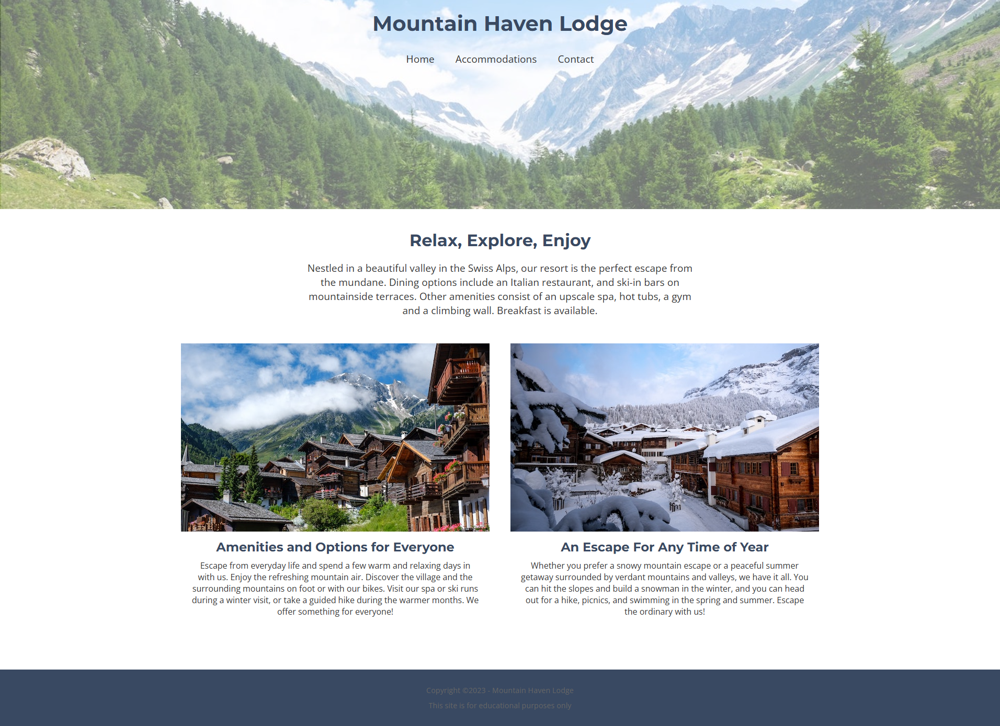 Mountain Haven Lodge
Home Accommodations Contact
Relax, Explore, Enjoy
Nestled in a beautiful valley in the Swiss Alps, our resort is the perfect escape from
the mundane. Dining options include an Italian restaurant, and ski-in bars on
mountainside terraces. Other amenities consist of an upscale spa, hot tubs, a gym
and a climbing wall. Breakfast is available.
Amenities and Options for Everyone
Escape from everyday life and spend a few warm and relaxing days in
with us. Enjoy the refreshing mountain air. Discover the village and the
surrounding mountains on foot or with our bikes. Visit our spa or ski runs
during a winter visit, or take a guided hike during the warmer months. We
offer something for everyone!
An Escape For Any Time of Year
Whether you prefer a snowy mountain escape or a peaceful summer
getaway surrounded by verdant mountains and valleys, we have it all. You
can hit the slopes and build a snowman in the winter, and you can head
out for a hike, picnics, and swimming in the spring and summer. Escape
the ordinary with us!
Copyright ©2023 - Mountain Haven Lodge
This site is for educational purposes only